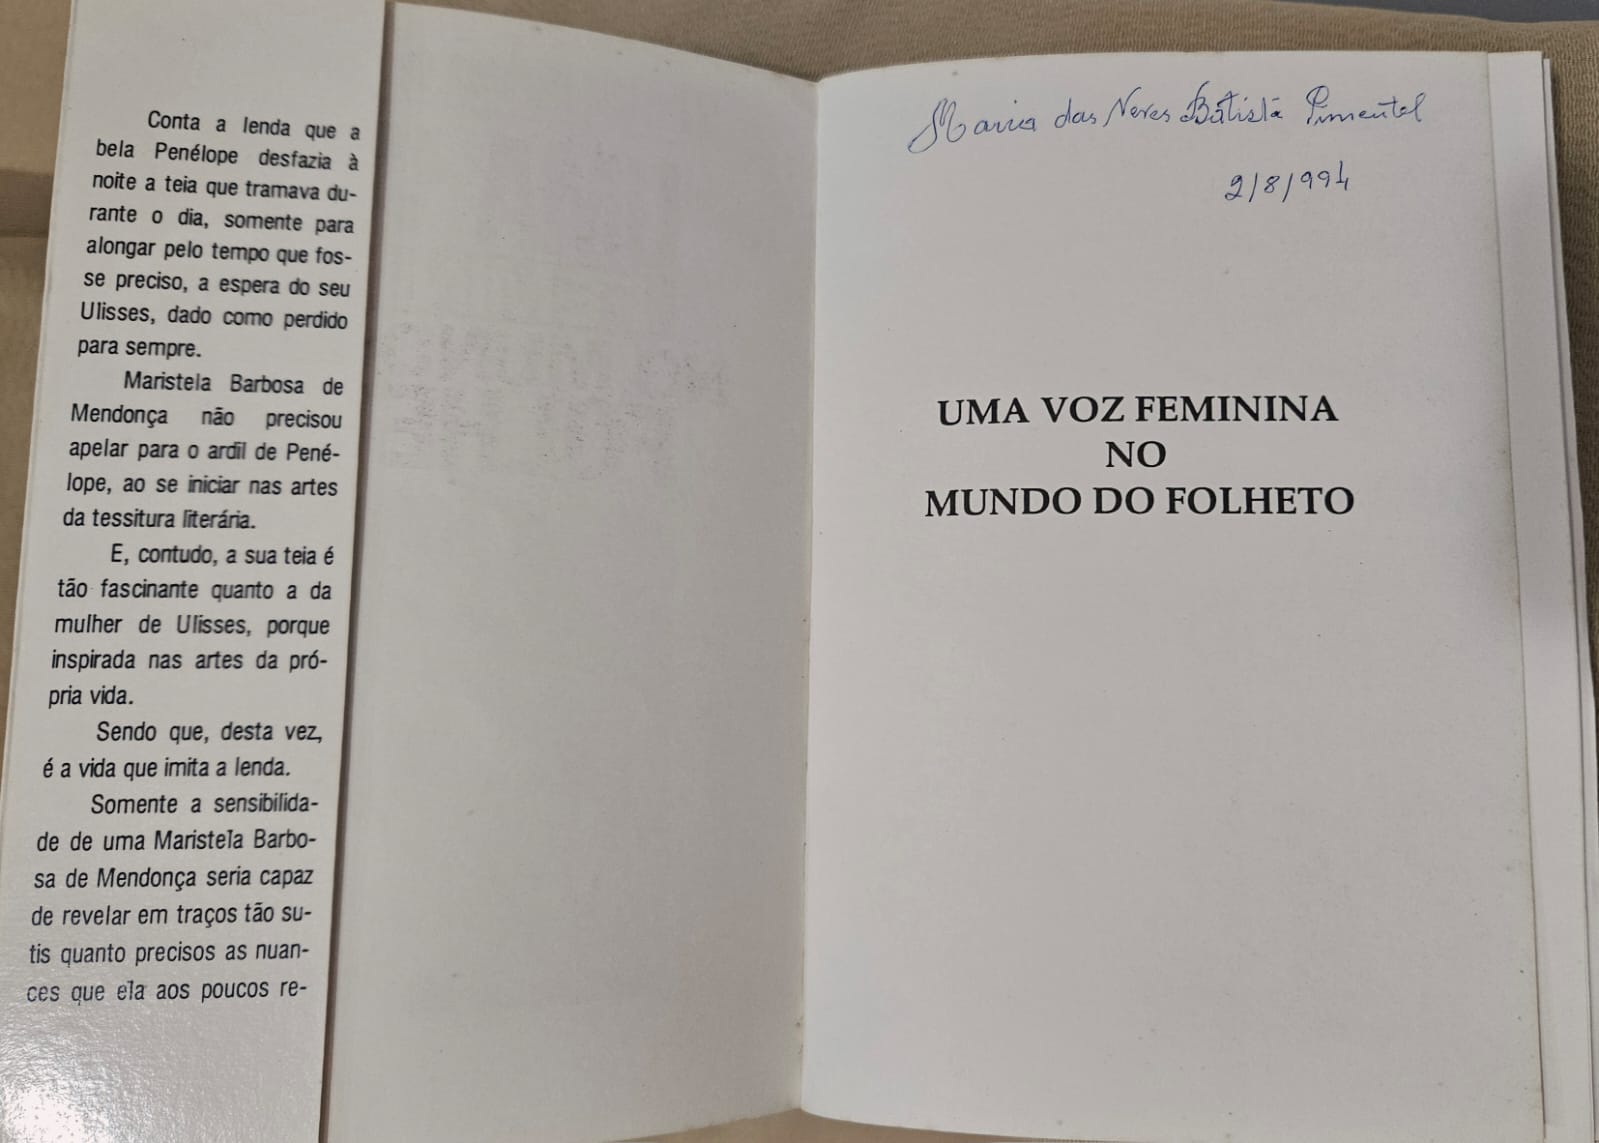 Conta a lenda que a
bela Penélope desfazia à
noite a teia que tramava du-
rante o dia, somente para
alongar pelo tempo que fos-
se preciso, a espera do seu
Ulisses, dado como perdido
para sempre.
Maristela Barbosa de
Mendonça não precisou
apelar para o ardil de Pené-
lope, ao se iniciar nas artes
da tessitura literária.
E, contudo, a sua teia é
tão fascinante quanto a da
mulher de Ulisses, porque
inspirada nas artes da pró-
pria vida.
Sendo que, desta vez,
é a vida que imita a lenda.
Somente a sensibilida-
de de uma Maristela Barbo-
sa de Mendonça seria capaz
de revelar em traços tão su-
tis quanto precisos as nuan-
ces que ela aos poucos re-
Maria das Neves Batista Pimentel
2/8/994
UMA VOZ FEMININA
NO
MUNDO DO FOLHETO